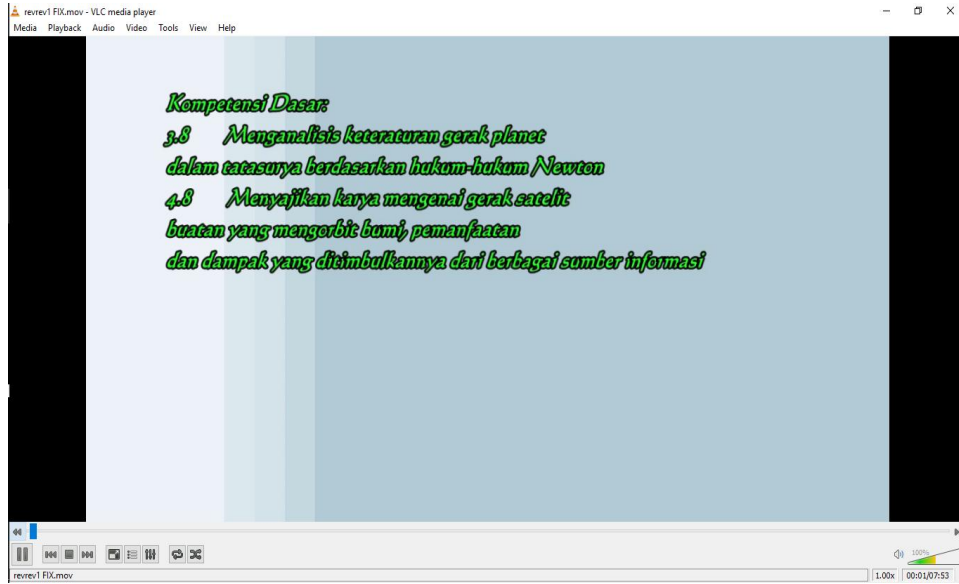 revrev1 FIX.mov - VLC media player
Media Playback Audio Video Tools View Help
Kompetensi Dasar:
3.8 Menganalisis keteraturan gerak planet
dalam tatasurya berdasarkan hukum-hukum Newton
4.8 Menyajikan karya mengenai gerak satelit
buatan yang mengorbit bumi, pemanfaatan
dan dampak yang ditimbulkannya dari berbagai sumber informasi
100%
revrev1 FIX.mov 1.00x 00:01/07:53